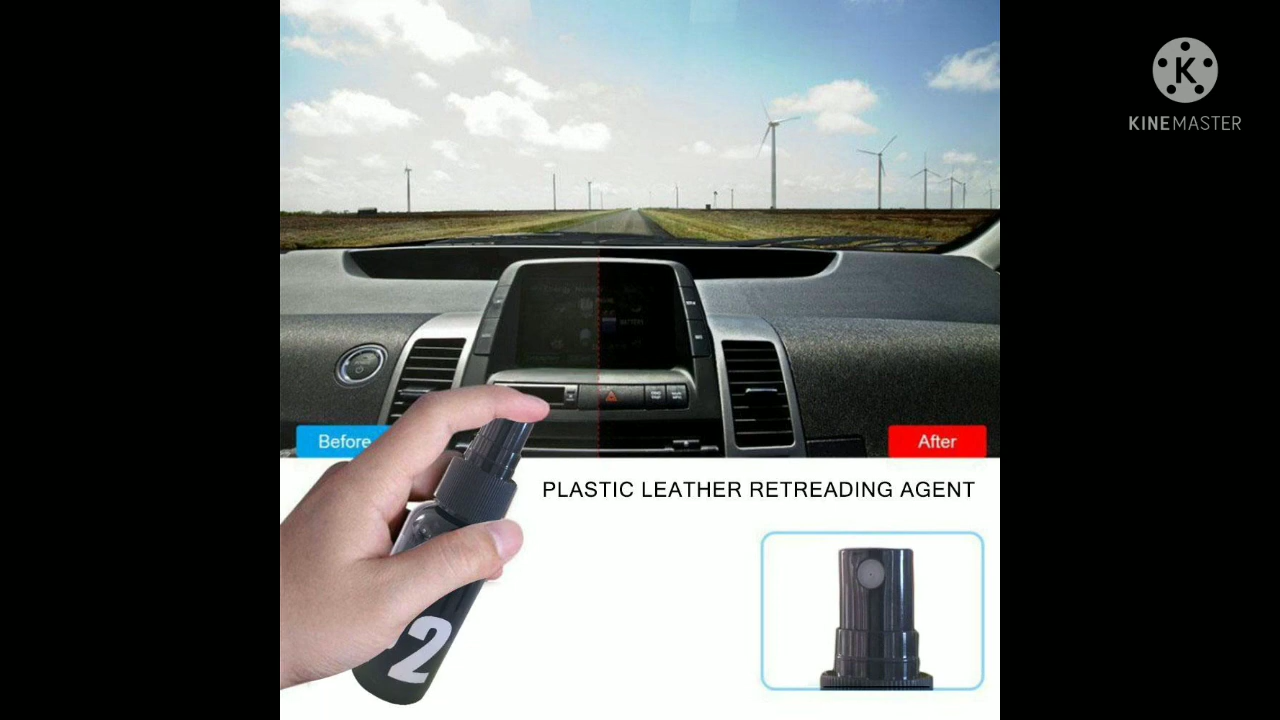 KINEMASTER
Before
After
PLASTIC LEATHER RETREADING AGENT
2